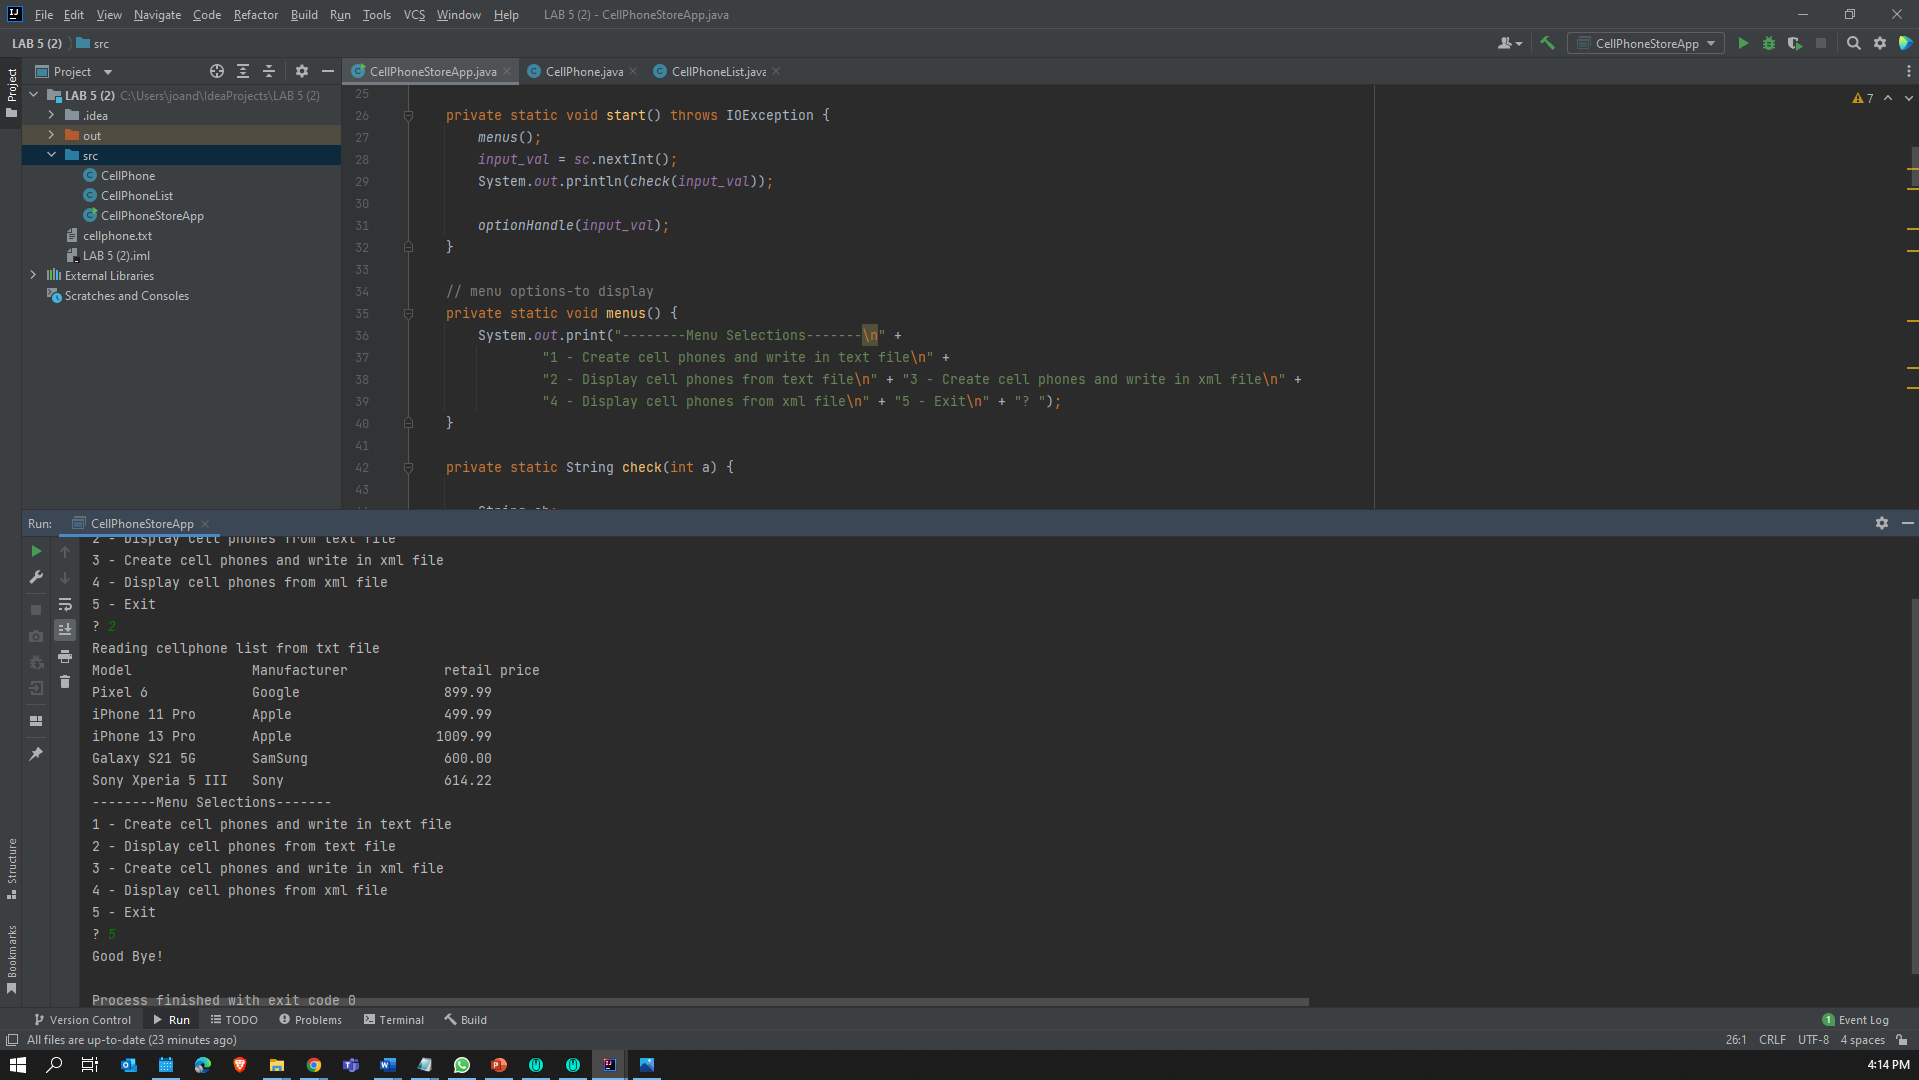 File Edit View Navigate Code Refactor Build Run Tools VCS Window Help LAB 5 (2) - CellPhoneStoreApp.java
LAB 5 (2) src CellPhoneStoreApp
Project
Project
CellPhoneStoreApp.java CellPhone.java CellPhoneList.java
LAB 5 (2) C:\Users\joand\IdeaProjects\LAB 5 (2)
.idea
out
src
CellPhone
CellPhoneList
CellPhoneStoreApp
cellphone.txt
LAB 5 (2).iml
External Libraries
Scratches and Consoles
7
25
26 private static void start() throws IOException {
27 menus();
28 input_val = sc.nextInt();
29 System.out.println(check(input_val));
30
31 optionHandle(input_val);
32 }
33
34 // menu options-to display
35 private static void menus() {
36 System.out.print("--------Menu Selections-------\n" +
37 "1 - Create cell phones and write in text file\n" +
38 "2 - Display cell phones from text file\n" + "3 - Create cell phones and write in xml file\n" +
39 "4 - Display cell phones from xml file\n" + "5 - Exit\n" + "? ");
40 }
41
42 private static String check(int a) {
43
Run: CellPhoneStoreApp
2 - Display cell phones from text file
3 - Create cell phones and write in xml file
4 - Display cell phones from xml file
5 - Exit
? 2
Reading cellphone list from txt file
Model Manufacturer retail price
Pixel 6 Google 899.99
iPhone 11 Pro Apple 499.99
iPhone 13 Pro Apple 1009.99
Galaxy S21 5G SamSung 600.00
Sony Xperia 5 III Sony 614.22
--------Menu Selections-------
1 - Create cell phones and write in text file
2 - Display cell phones from text file
3 - Create cell phones and write in xml file
4 - Display cell phones from xml file
5 - Exit
? 5
Good Bye!
Process finished with exit code 0
Structure
Bookmarks
Version Control Run TODO Problems Terminal Build 1 Event Log
All files are up-to-date (23 minutes ago) 26:1 CRLF UTF-8 4 spaces
4:14 PM